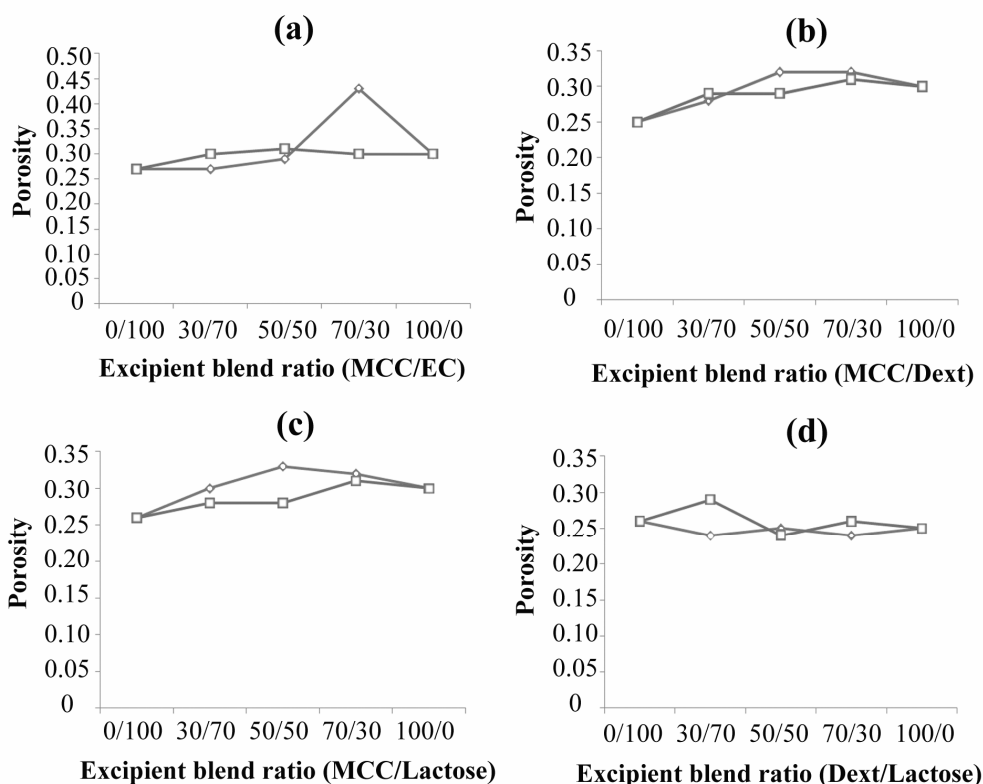 (a)
0.50
0.45
0.40
0.35
0.30
0.25
0.20
0.15
0.10
0.05
0
Porosity
0/100 30/70 50/50 70/30 100/0
Excipient blend ratio (MCC/EC)
(b)
0.35
0.30
0.25
0.20
0.15
0.10
0.05
0
Porosity
0/100 30/70 50/50 70/30 100/0
Excipient blend ratio (MCC/Dext)
(c)
0.35
0.30
0.25
0.20
0.15
0.10
0.05
0
Porosity
0/100 30/70 50/50 70/30 100/0
Excipient blend ratio (MCC/Lactose)
(d)
0.35
0.30
0.25
0.20
0.15
0.10
0.05
0
Porosity
0/100 30/70 50/50 70/30 100/0
Excipient blend ratio (Dext/Lactose)